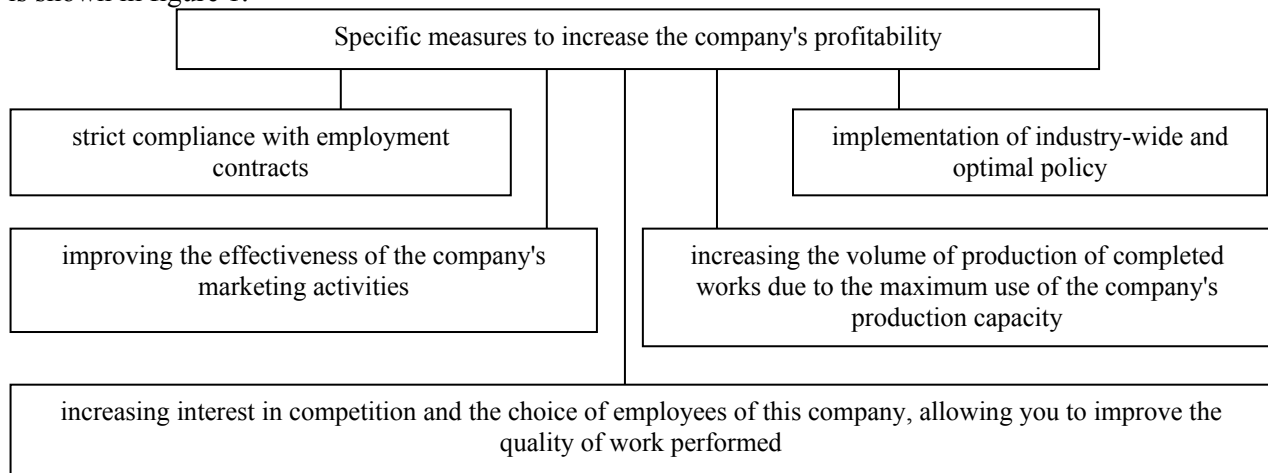 is shown in figure 1.
Specific measures to increase the company's profitability
strict compliance with employment
contracts
implementation of industry-wide and
optimal policy
improving the effectiveness of the company's
marketing activities
increasing the volume of production of completed
works due to the maximum use of the company's
production capacity
increasing interest in competition and the choice of employees of this company, allowing you to improve the
quality of work performed